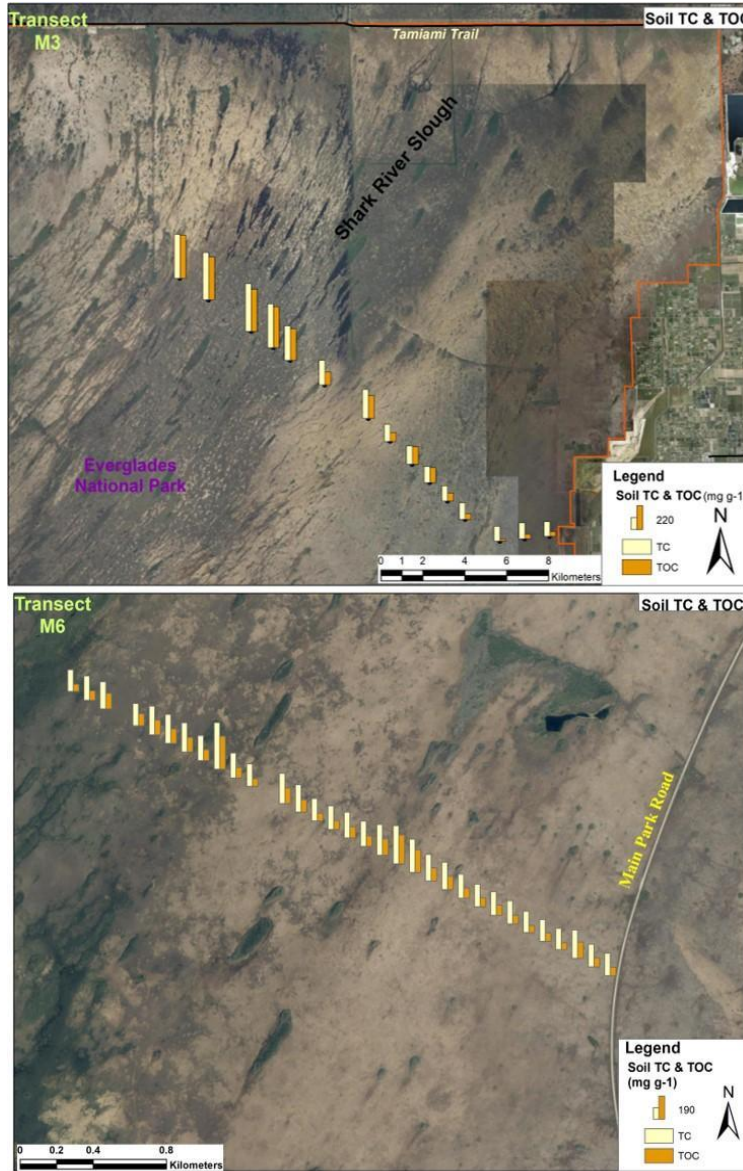 Transect
M3
Soil TC & TOC
Tamiami Trail
Shark River Slough
Everglades
National Park
Legend
Soil TC & TOC (mg g-1
220
TC
TOC
N
0 1 2 4 6 8
Kilometers
Transect
M6
Soil TC & TOC
Main Park Road
Legend
Soil TC & TOC
(mg g-1)
190
TC
TOC
N
0 0.2 0.4 0.8
Kilometers